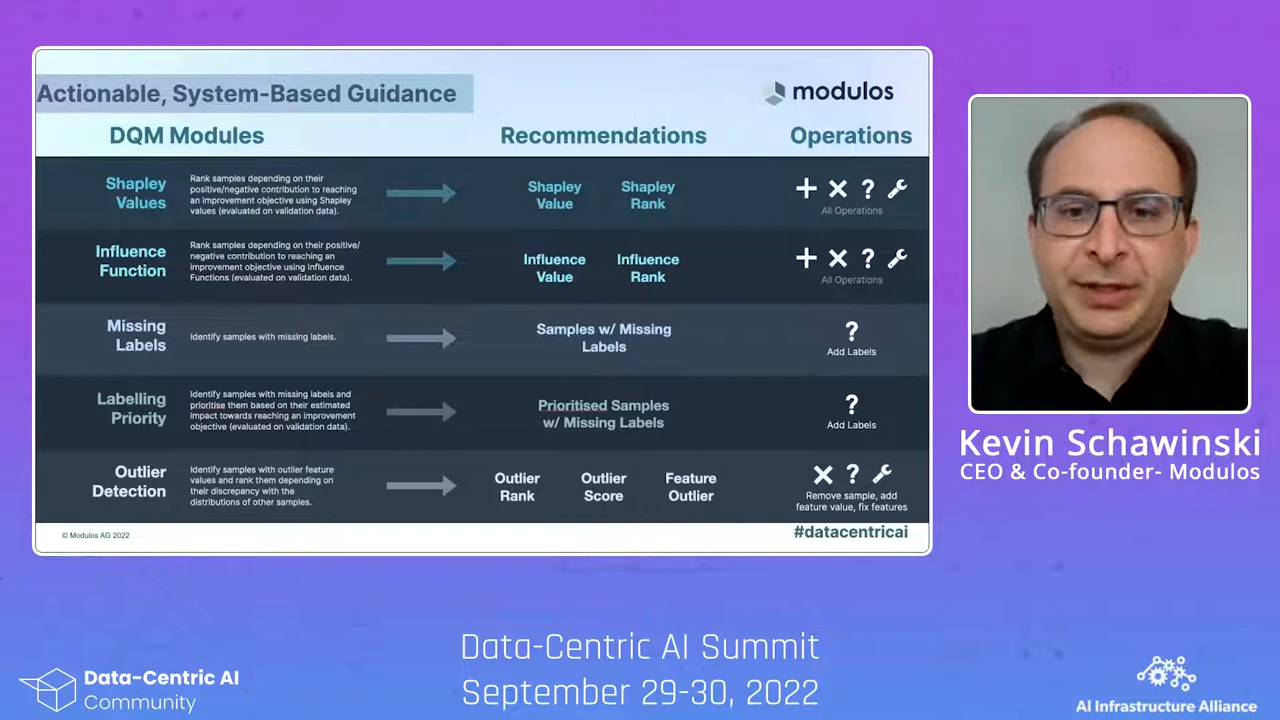 Actionable, System-Based Guidance
modulos
DQM Modules
Recommendations
Operations
Shapley
Values
Rank samples depending on their
positive/negative contribution to reaching
an improvement objective using Shapley
values (evaluated on validation data).
Shapley
Value
Shapley
Rank
All Operations
Influence
Function
Rank samples depending on their positive/
negative contribution to reaching an
improvement objective using Influence
Functions (evaluated on validation data).
Influence
Value
Influence
Rank
All Operations
Missing
Labels
Identify samples with missing labels.
Samples w/ Missing
Labels
?
Add Labels
Labelling
Priority
Identify samples with missing labels and
prioritise them based on their estimated
impact towards reaching an improvement
objective (evaluated on validation data).
Prioritised Samples
w/ Missing Labels
?
Add Labels
Outlier
Detection
Identify samples with outlier feature
values and rank them depending on
their discrepancy with the
distributions of other samples.
Outlier
Rank
Outlier
Score
Feature
Outlier
Remove sample, add
feature value, fix features
© Modulos AG 2022
#datacentricai
Kevin Schawinski
CEO & Co-founder- Modulos
Data-Centric AI Summit
September 29-30, 2022
Data-Centric AI
Community
AI Infrastructure Alliance